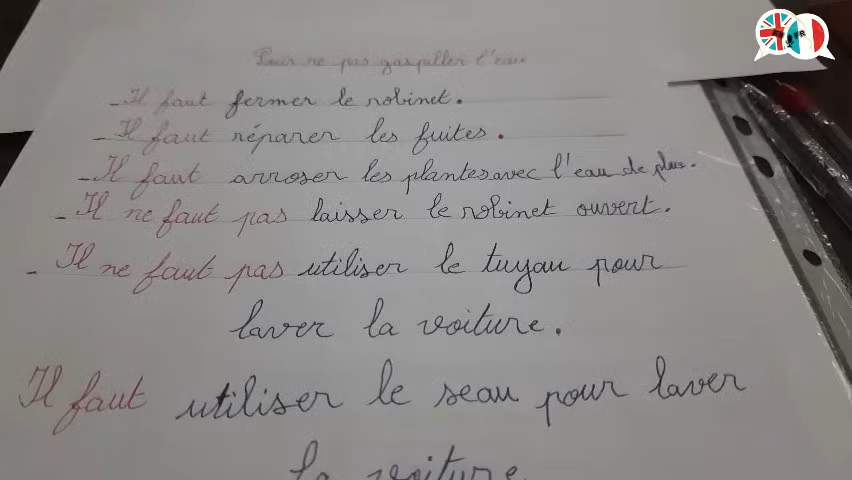 Pour ne pas gaspiller l'eau
- Il faut fermer le robinet.
- Il faut réparer les fuites.
- Il faut arroser les plantes avec l'eau de pluie.
- Il ne faut pas laisser le robinet ouvert.
- Il ne faut pas utiliser le tuyau pour
laver la voiture.
Il faut utiliser le seau pour laver
la voiture